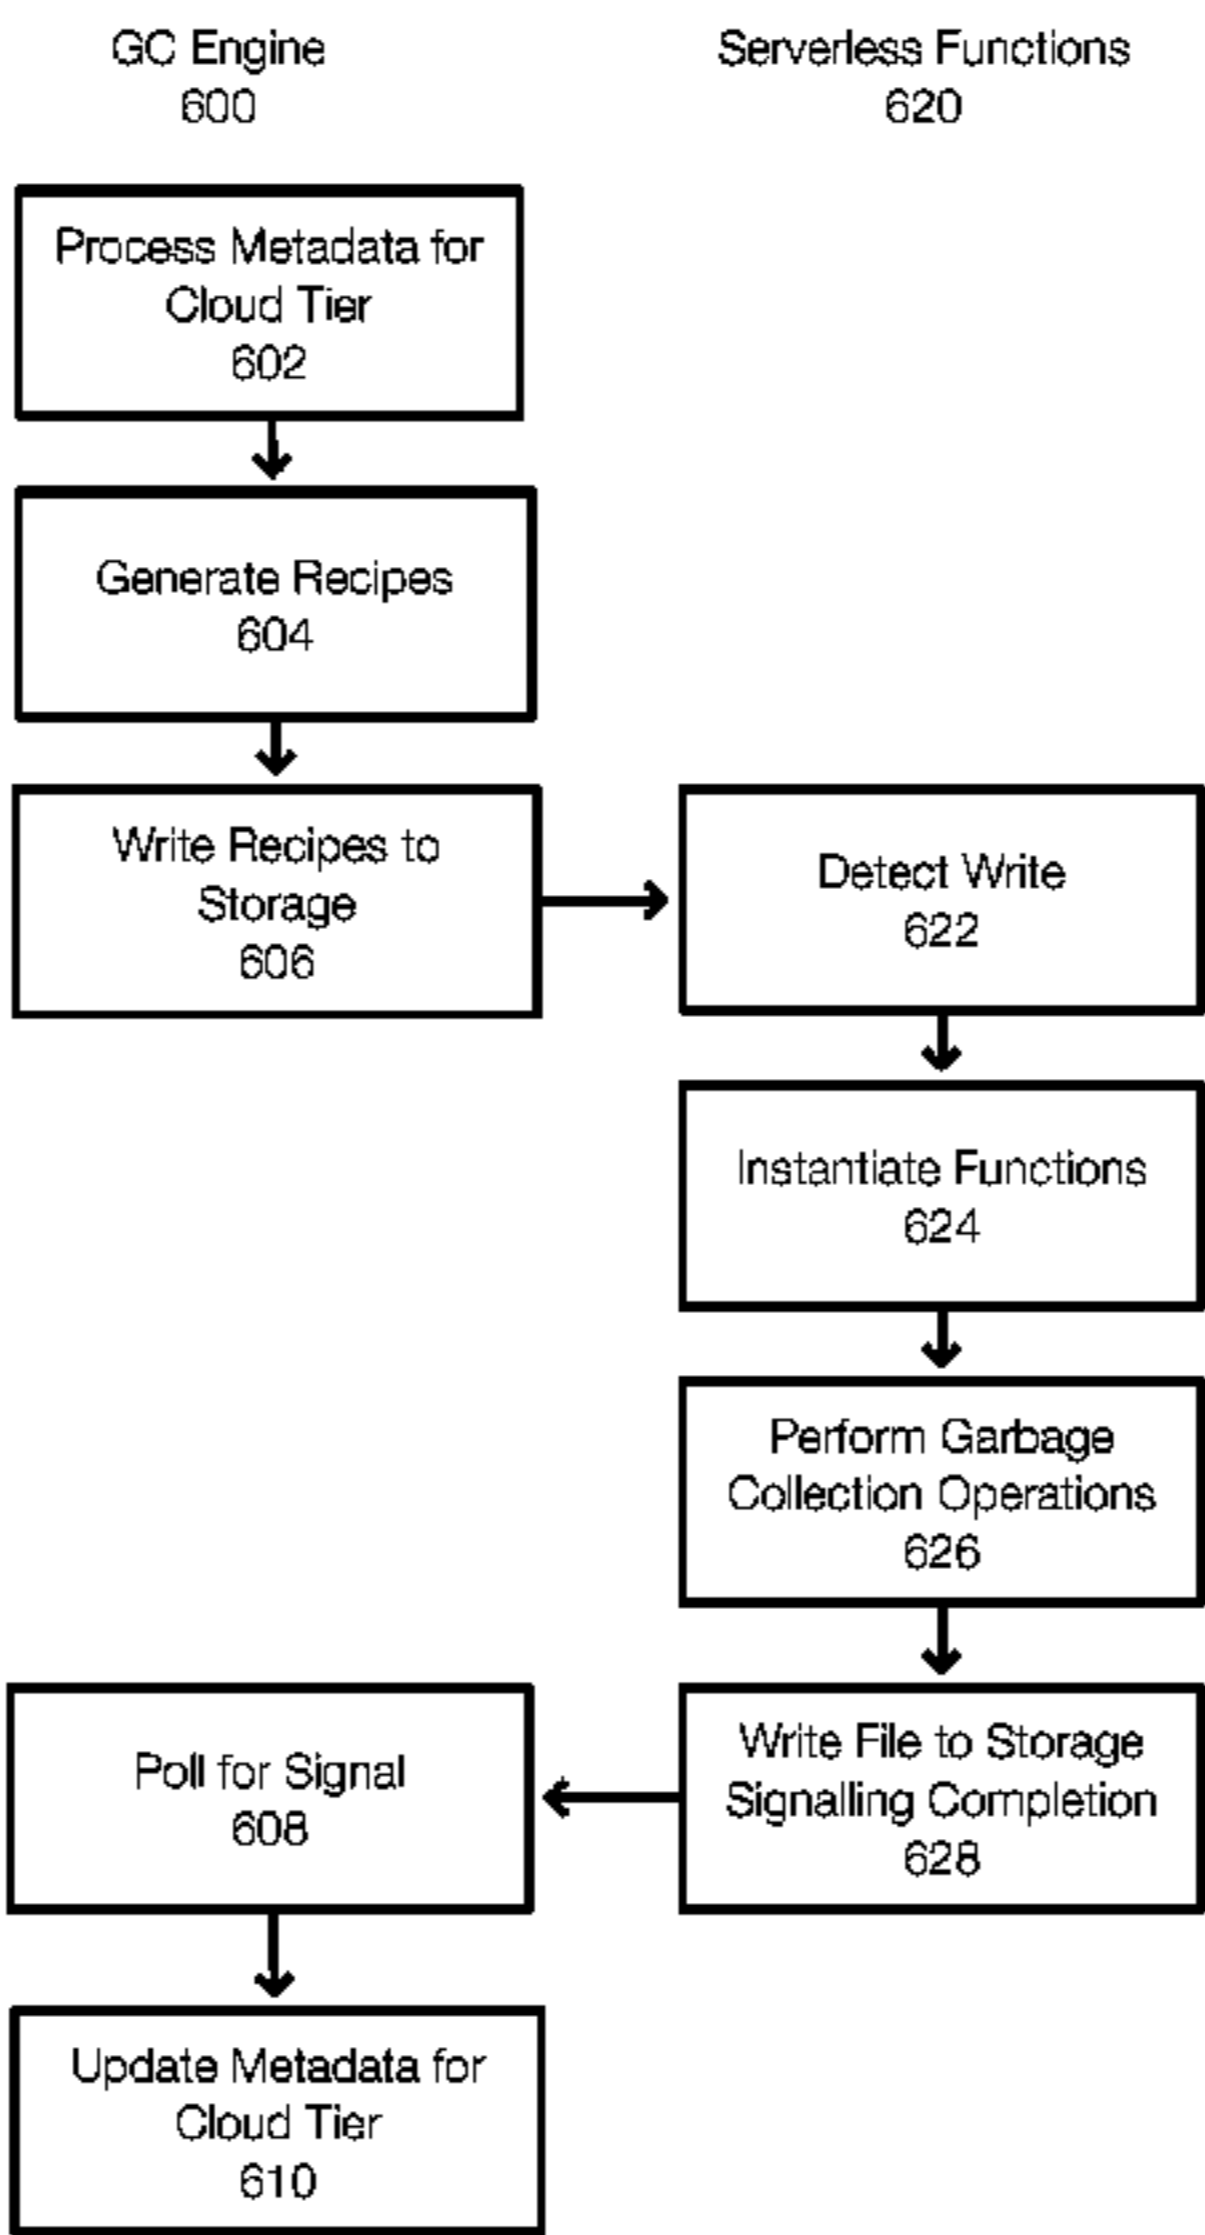 GC Engine
600
Serverless Functions
620
Process Metadata for
Cloud Tier
602
Generate Recipes
604
Write Recipes to
Storage
606
Detect Write
622
Instantiate Functions
624
Perform Garbage
Collection Operations
626
Write File to Storage
Signalling Completion
628
Poll for Signal
608
Update Metadata for
Cloud Tier
610